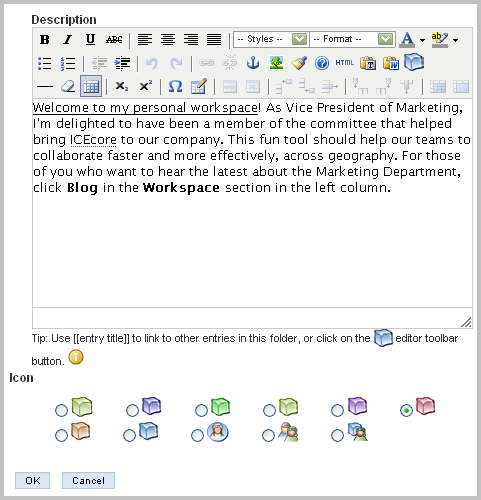 Description
B I U ABC -- Styles -- -- Format -- A ab
HTML T W
x₂ x² Ω
Welcome to my personal workspace! As Vice President of Marketing,
I'm delighted to have been a member of the committee that helped
bring ICEcore to our company. This fun tool should help our teams to
collaborate faster and more effectively, across geography. For those
of you who want to hear the latest about the Marketing Department,
click Blog in the Workspace section in the left column.
Tip: Use [[entry title]] to link to other entries in this folder, or click on the editor toolbar
button.
Icon
OK Cancel